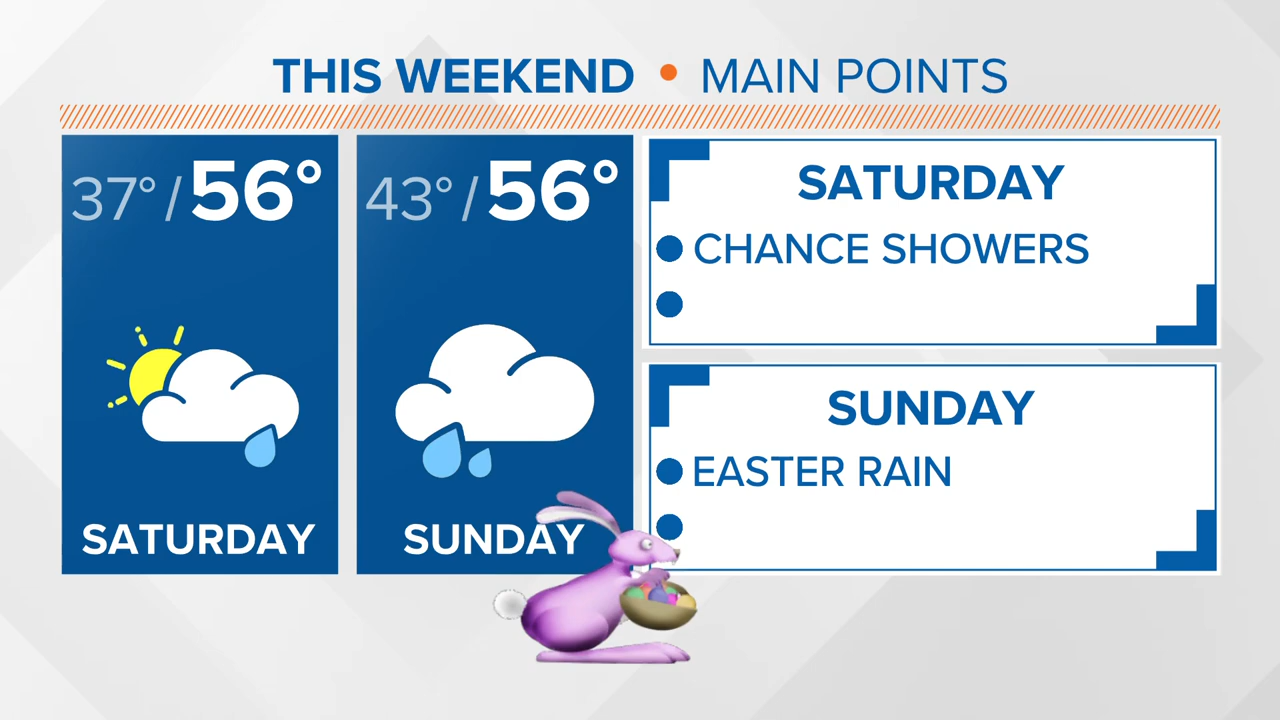 THIS WEEKEND • MAIN POINTS
37°/56°
SATURDAY
43°/56°
SUNDAY
SATURDAY
• CHANCE SHOWERS
•
SUNDAY
• EASTER RAIN
•